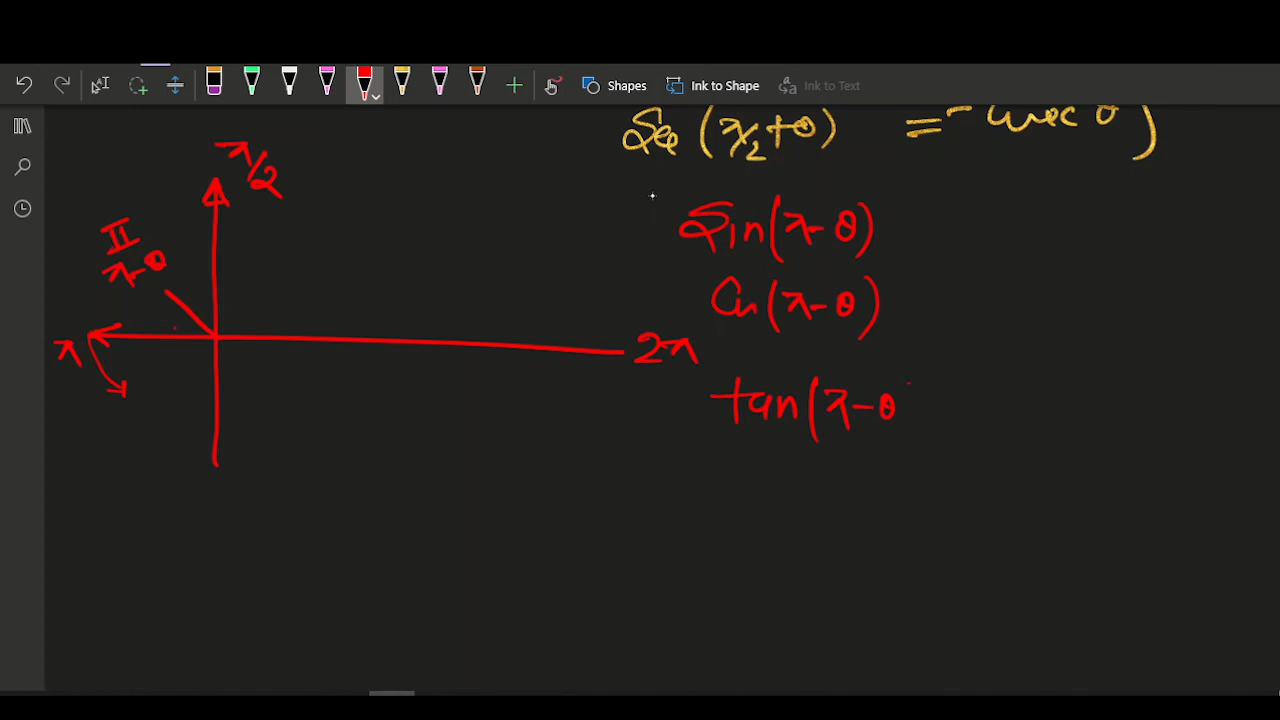 Shapes
Ink to Shape
Ink to Text
Sec (π/2+θ) = - cosec θ)
π/2
Sin(π-θ)
II
π-θ
Cos(π-θ)
π
2π
tan(π-θ